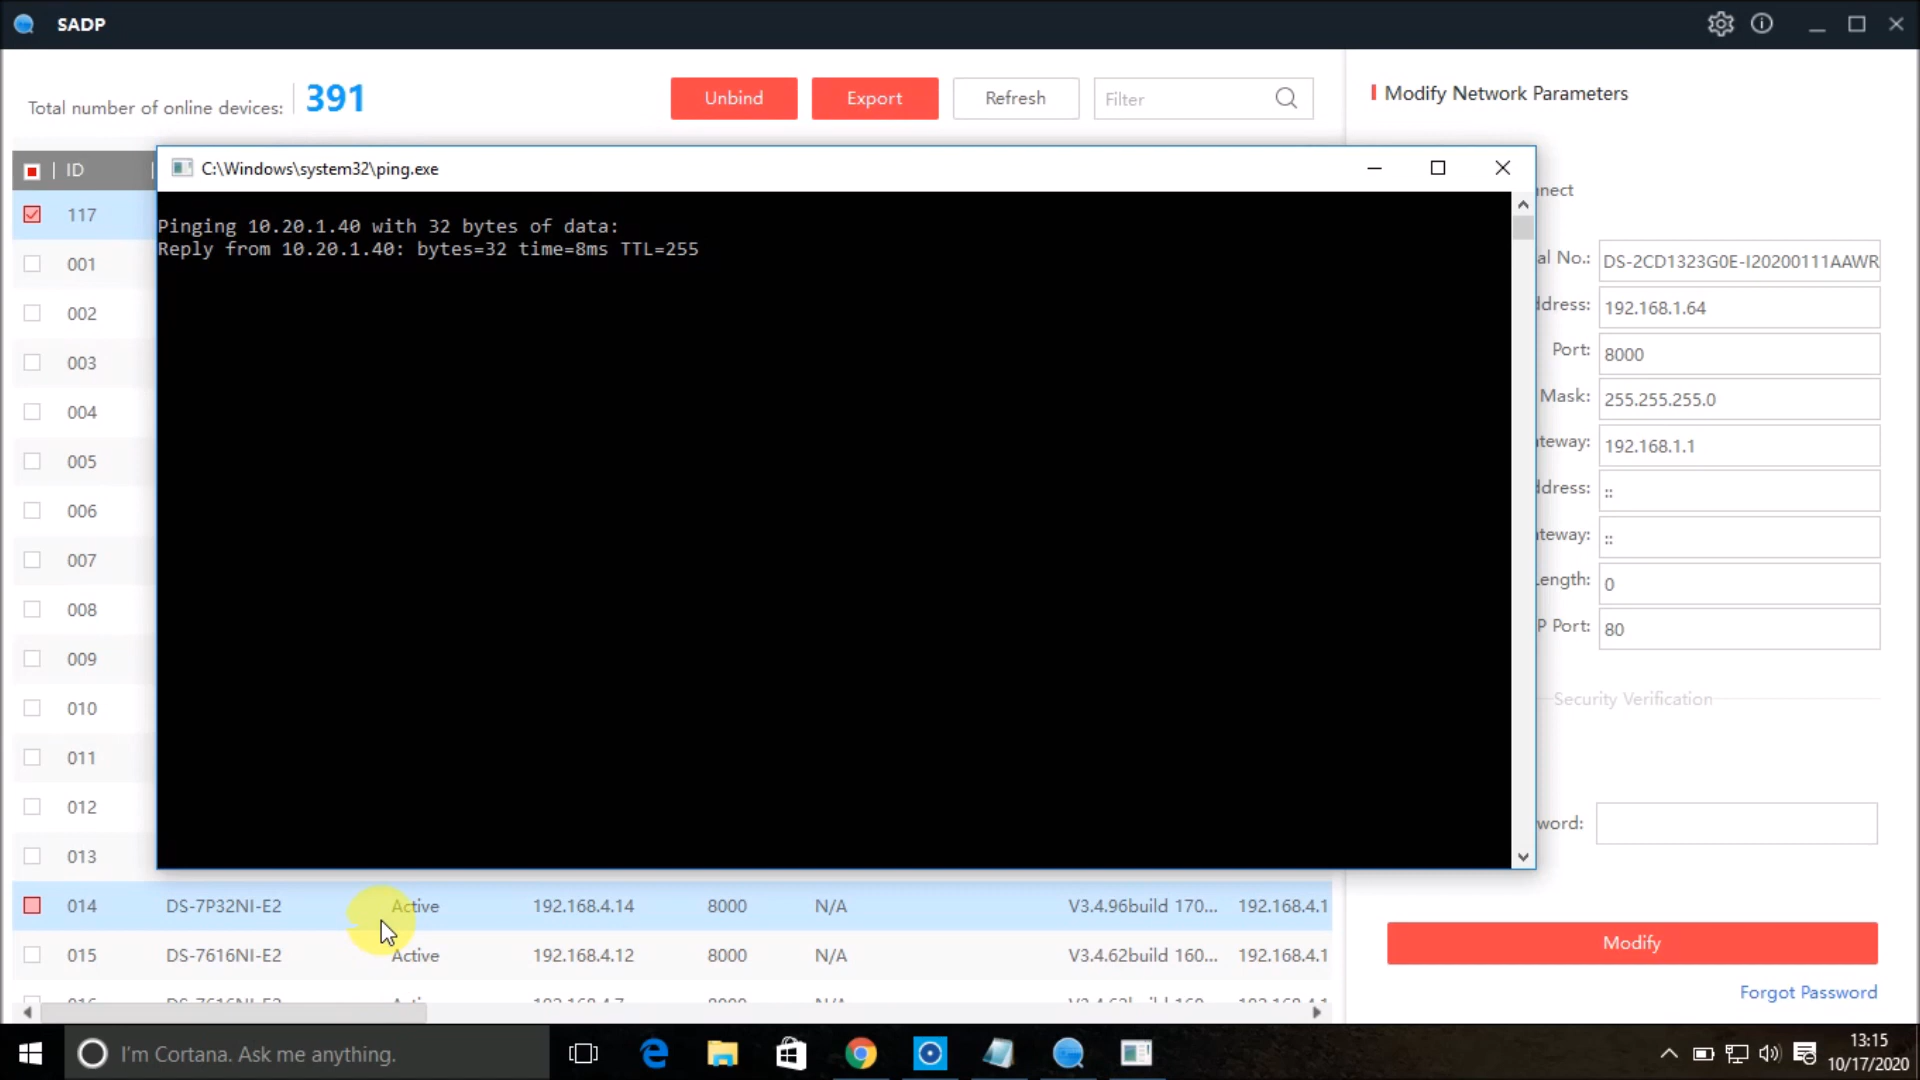 SADP
Total number of online devices: 391
Unbind
Export
Refresh
Filter
Modify Network Parameters
ID
C:\Windows\system32\ping.exe
Pinging 10.20.1.40 with 32 bytes of data:
Reply from 10.20.1.40: bytes=32 time=8ms TTL=255
nnect
al No.: DS-2CD1323G0E-I20200111AAWR
ddress: 192.168.1.64
Port: 8000
Mask: 255.255.255.0
ateway: 192.168.1.1
ddress: ::
ateway: ::
Length: 0
P Port: 80
Security Verification
word:
Modify
Forgot Password
117
001
002
003
004
005
006
007
008
009
010
011
012
013
014 DS-7P32NI-E2 Active 192.168.4.14 8000 N/A V3.4.96build 170... 192.168.4.1
015 DS-7616NI-E2 Active 192.168.4.12 8000 N/A V3.4.62build 160... 192.168.4.1
I'm Cortana. Ask me anything.
13:15
10/17/2020